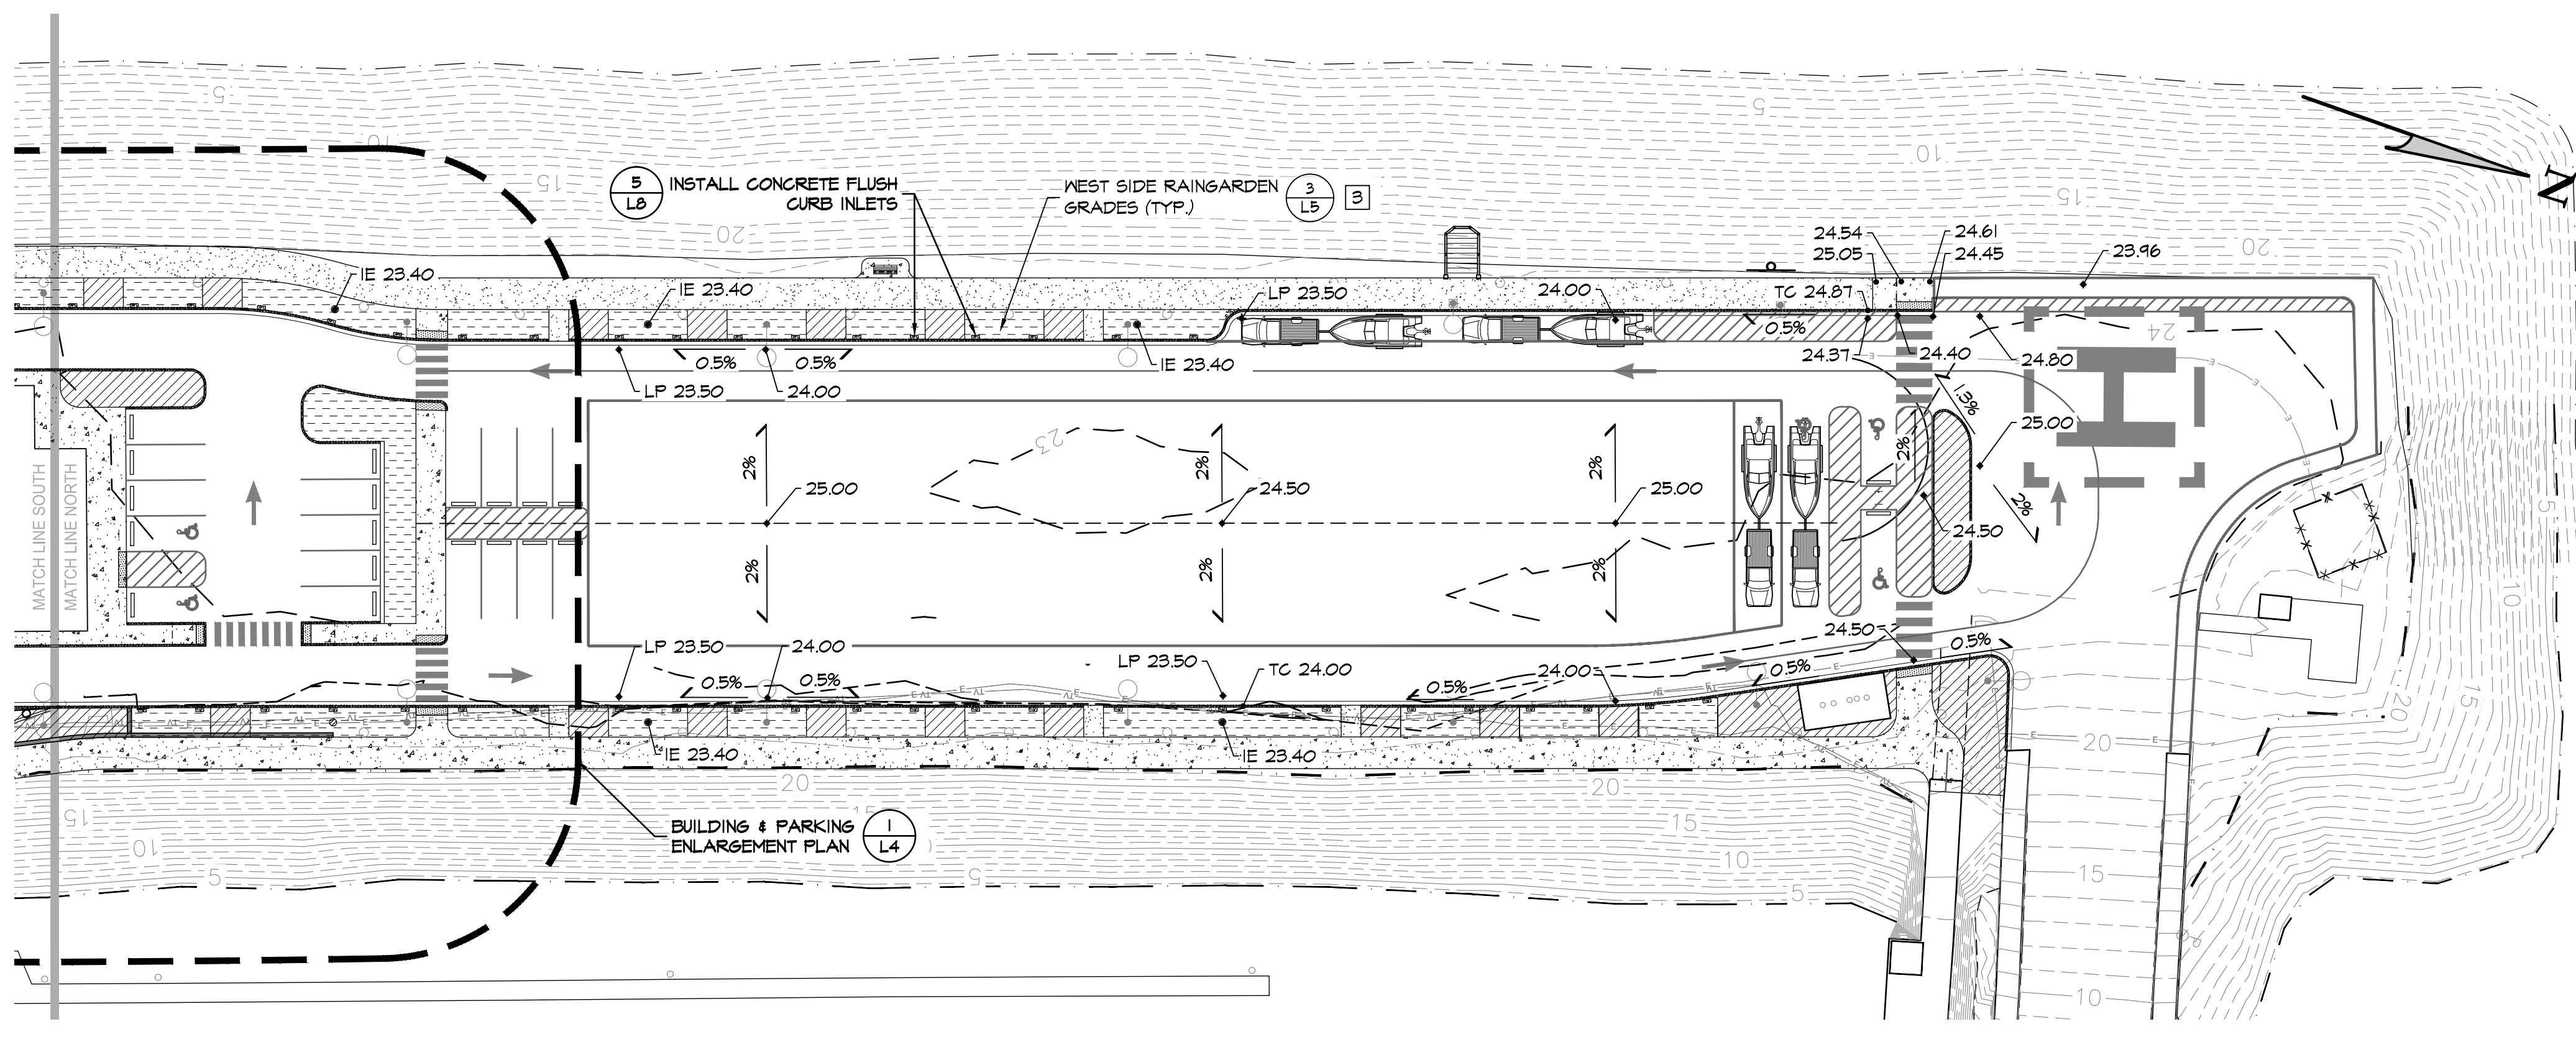 5
10
15
20
5
10
15
20
N
5
L8
INSTALL CONCRETE FLUSH
CURB INLETS
WEST SIDE RAINGARDEN
GRADES (TYP.)
3
L5
3
IE 23.40
IE 23.40
LP 23.50
24.00
TC 24.87
24.54
25.05
24.61
24.45
23.96
0.5%
0.5%
0.5%
IE 23.40
24.37
24.40
24.80
24
LP 23.50
24.00
1.3%
H
E
E
E
E
25.00
23
2%
2%
2%
2%
25.00
24.50
25.00
2%
24.50
MATCH LINE SOUTH
MATCH LINE NORTH
2%
2%
2%
LP 23.50
24.00
LP 23.50
TC 24.00
24.00
24.50
0.5%
0.5%
0.5%
0.5%
0.5%
0.5%
E
TV
E
TV
E
IE 23.40
IE 23.40
BUILDING & PARKING
ENLARGEMENT PLAN
1
L4
20
15
10
5
5
20
15
10
5
20
15
10
5
10
15
20